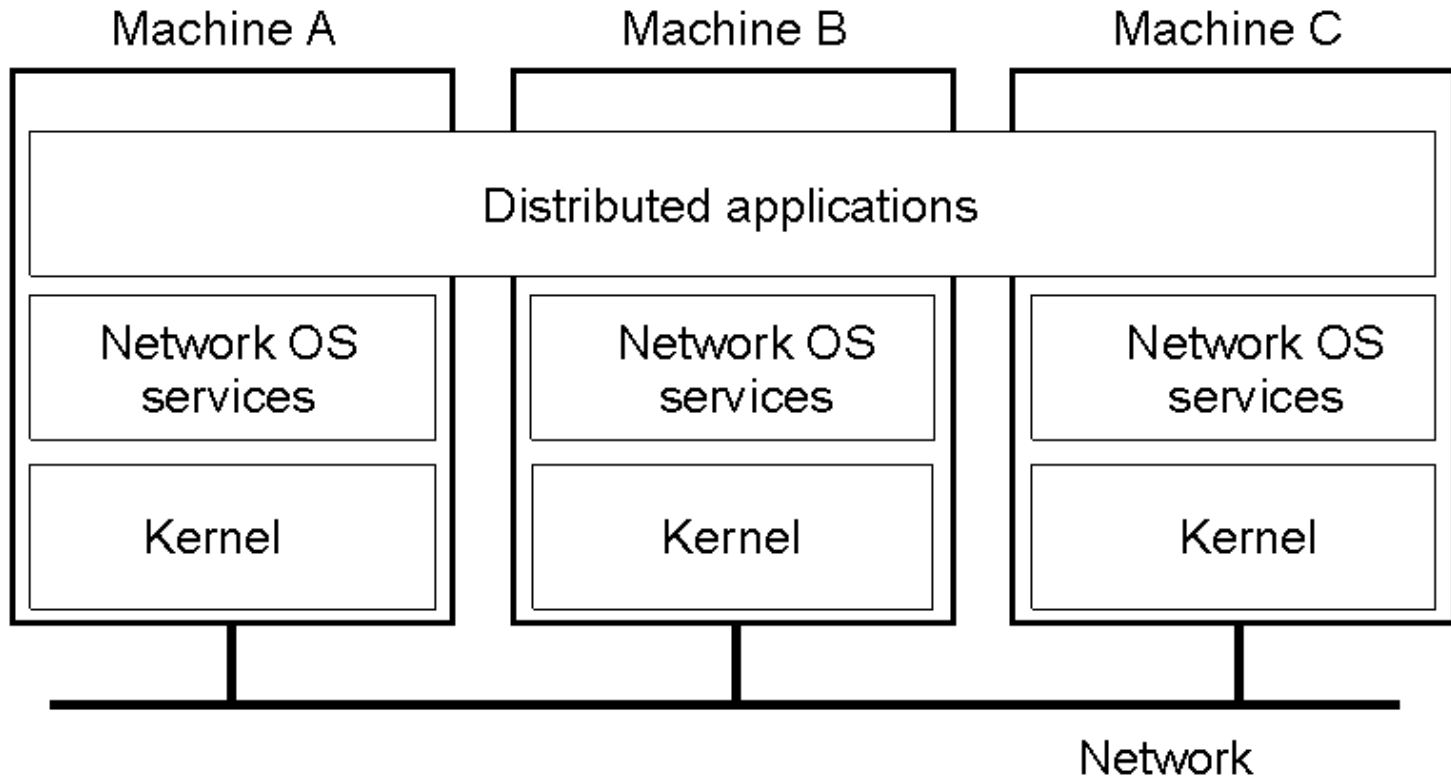 Machine A
Machine B
Machine C
Distributed applications
Network OS
services
Network OS
services
Network OS
services
Kernel
Kernel
Kernel
Network